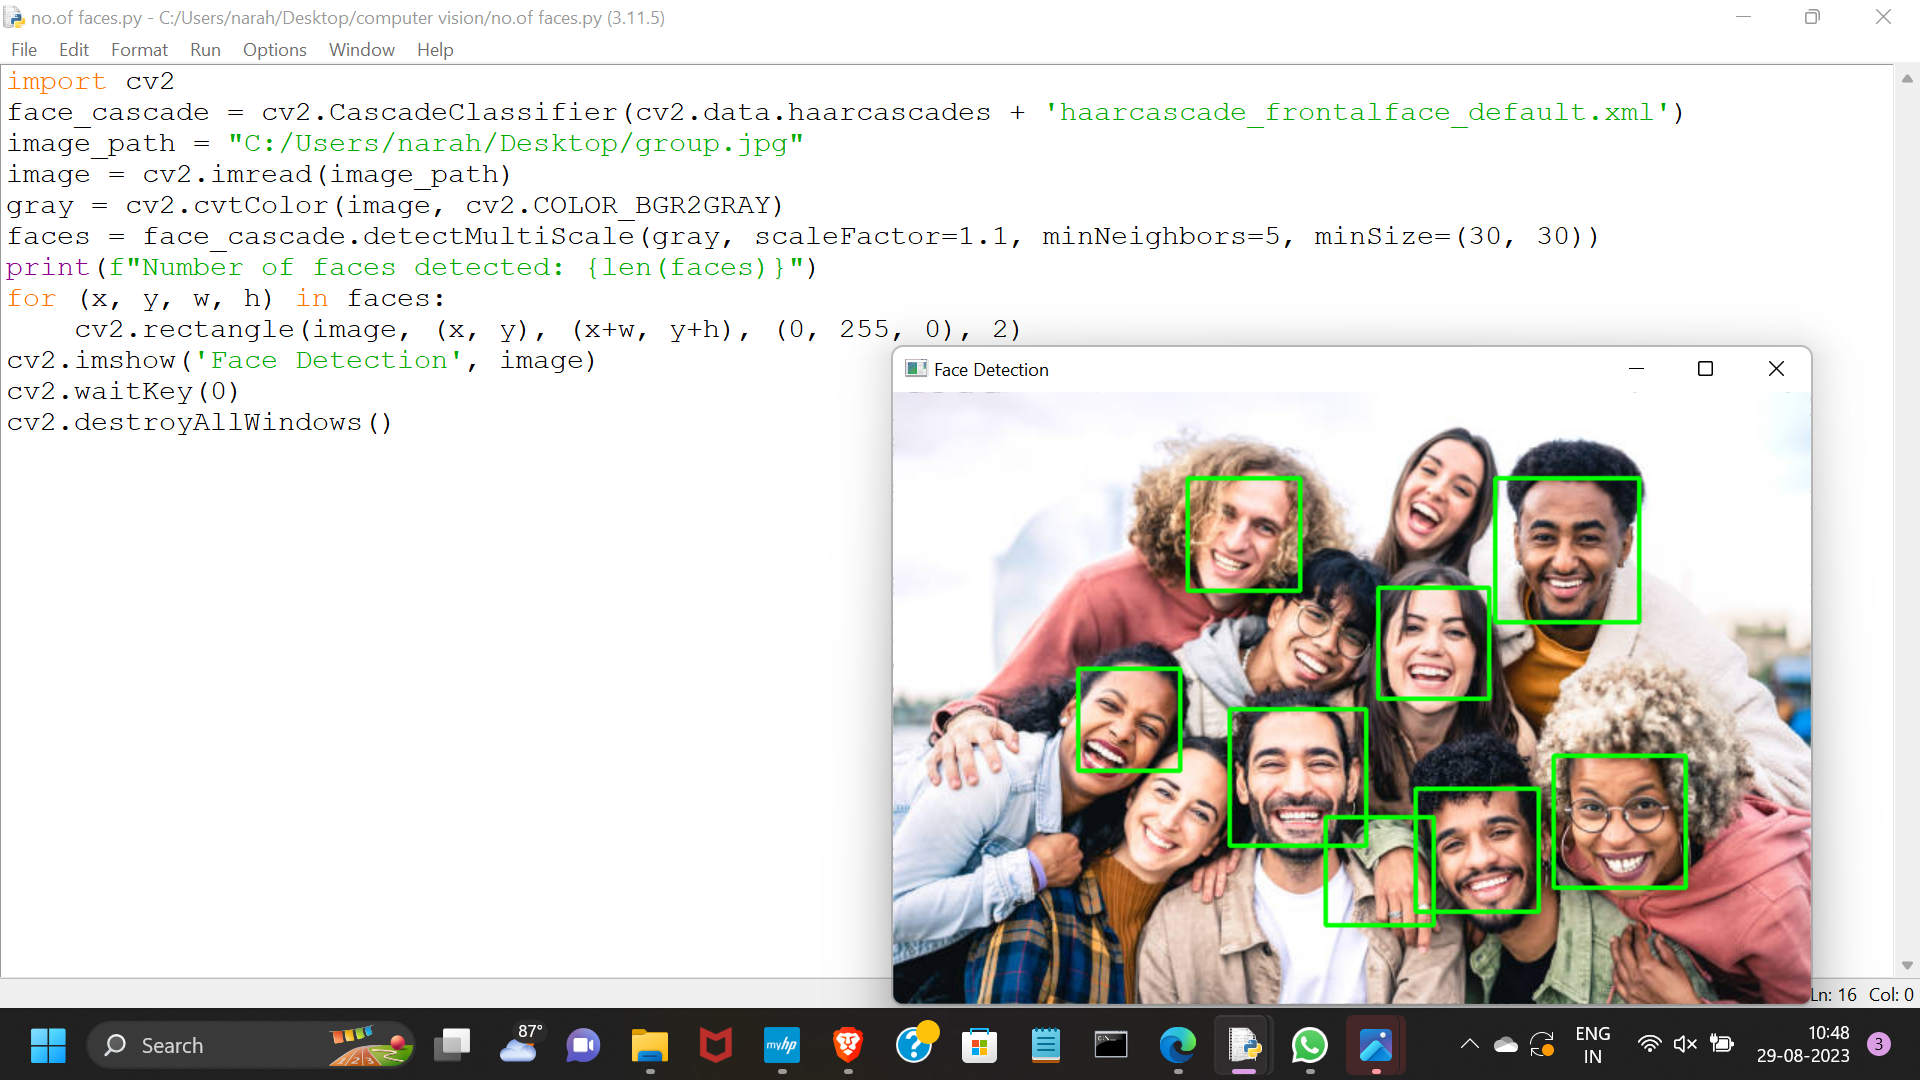 no.of faces.py - C:/Users/narah/Desktop/computer vision/no.of faces.py (3.11.5)
File Edit Format Run Options Window Help
import cv2
face_cascade = cv2.CascadeClassifier(cv2.data.haarcascades + 'haarcascade_frontalface_default.xml')
image_path = "C:/Users/narah/Desktop/group.jpg"
image = cv2.imread(image_path)
gray = cv2.cvtColor(image, cv2.COLOR_BGR2GRAY)
faces = face_cascade.detectMultiScale(gray, scaleFactor=1.1, minNeighbors=5, minSize=(30, 30))
print(f"Number of faces detected: {len(faces)}")
for (x, y, w, h) in faces:
    cv2.rectangle(image, (x, y), (x+w, y+h), (0, 255, 0), 2)
cv2.imshow('Face Detection', image)
cv2.waitKey(0)
cv2.destroyAllWindows()
Face Detection
Ln: 16 Col: 0
Search
87°
myhp
ENG
IN
10:48
29-08-2023
3